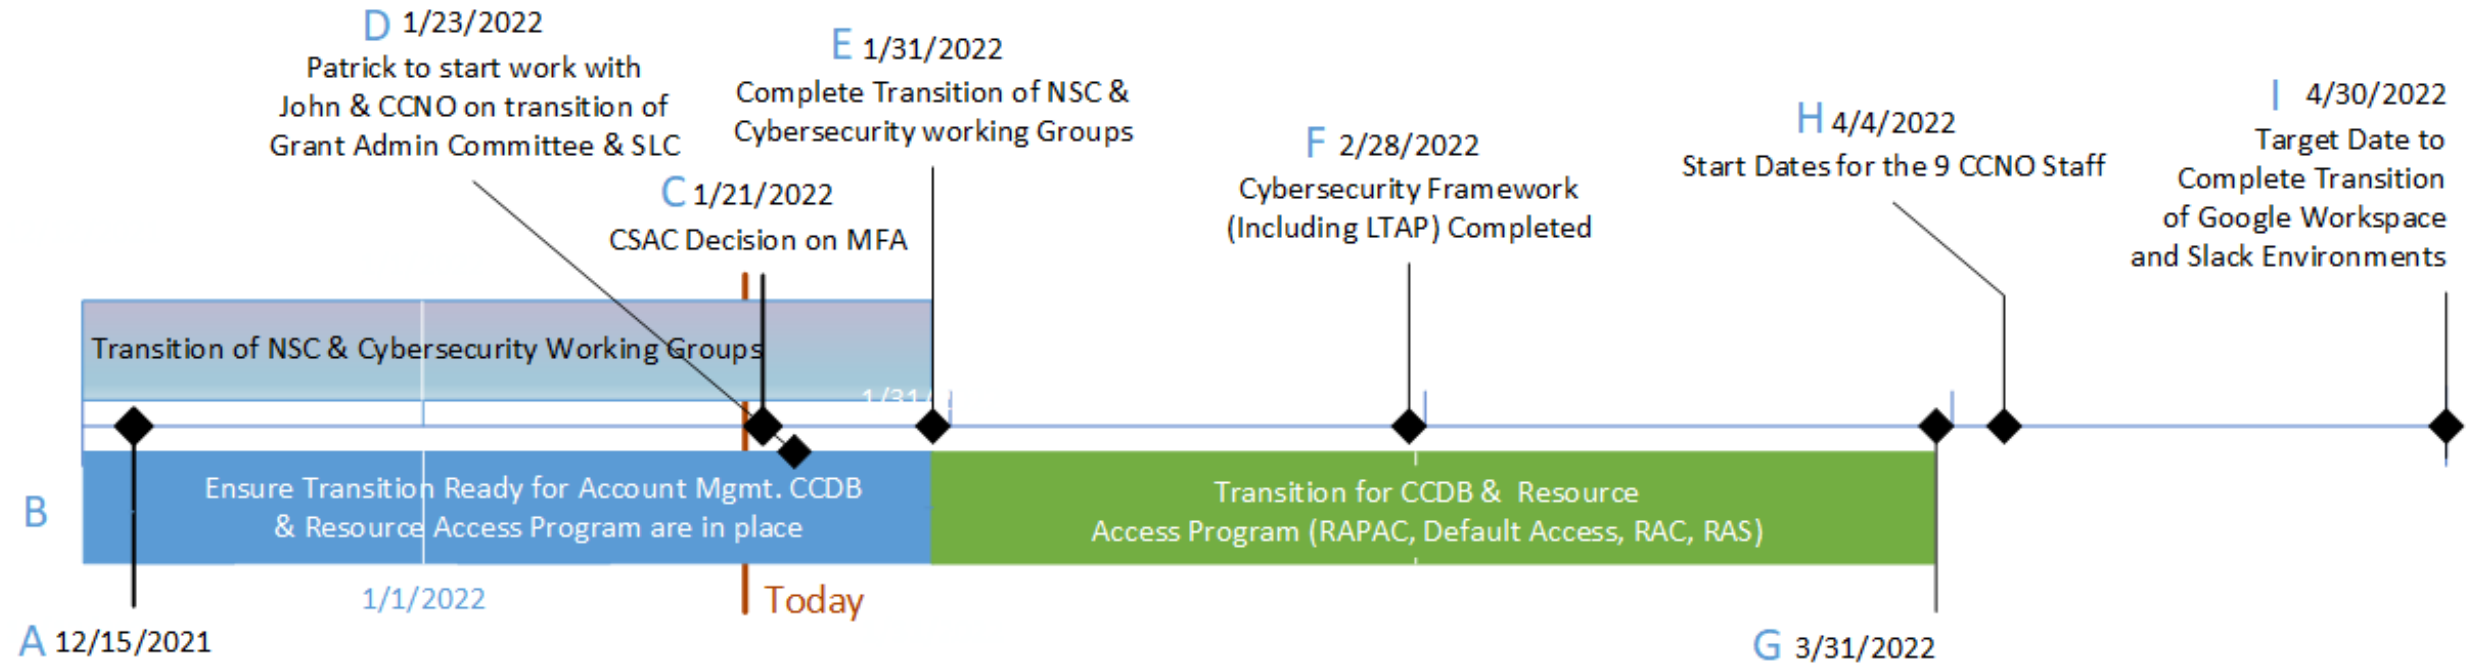 D 1/23/2022
Patrick to start work with
John & CCNO on transition of
Grant Admin Committee & SLC
E 1/31/2022
Complete Transition of NSC &
Cybersecurity working Groups
C 1/21/2022
CSAC Decision on MFA
F 2/28/2022
Cybersecurity Framework
(Including LTAP) Completed
H 4/4/2022
Start Dates for the 9 CCNO Staff
I 4/30/2022
Target Date to
Complete Transition
of Google Workspace
and Slack Environments
Transition of NSC & Cybersecurity Working Groups
B
Ensure Transition Ready for Account Mgmt. CCDB
& Resource Access Program are in place
Transition for CCDB & Resource
Access Program (RAPAC, Default Access, RAC, RAS)
1/1/2022
Today
A 12/15/2021
G 3/31/2022